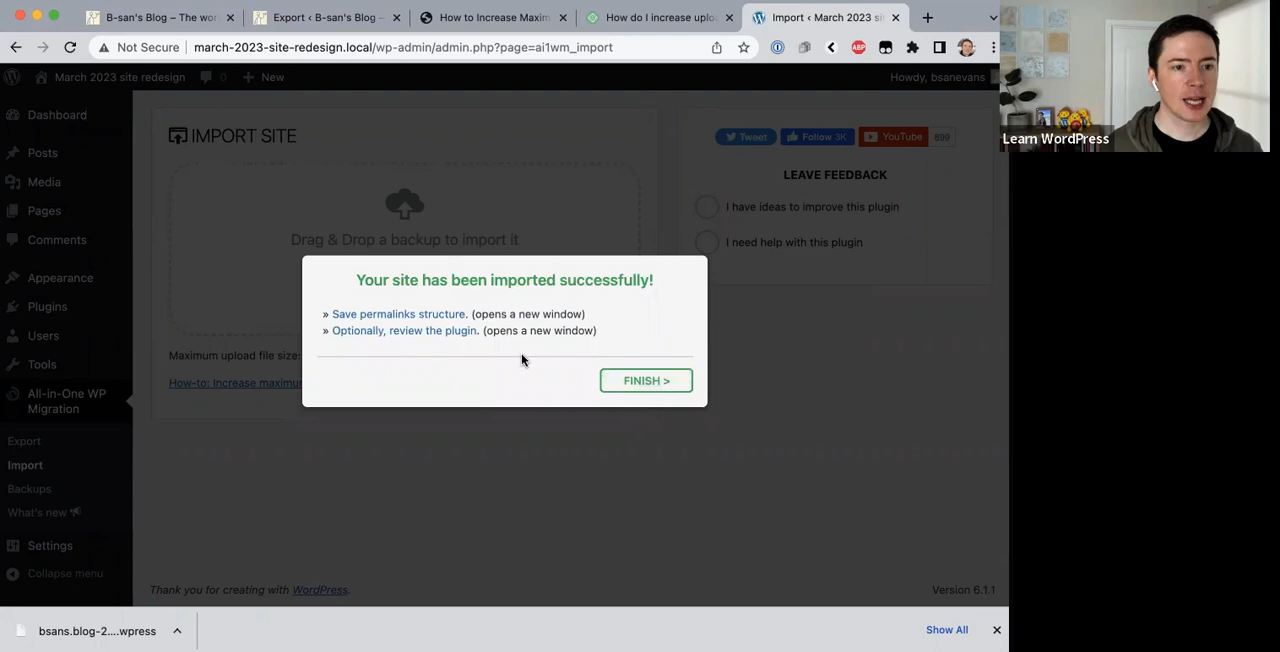 B-san's Blog – The wor
Export ‹ B-san's Blog –
How to Increase Maxim
How do I increase uplo
Import ‹ March 2023 si
Not Secure
march-2023-site-redesign.local/wp-admin/admin.php?page=ai1wm_import
ABP
March 2023 site redesign
0
New
Howdy, bsanevans
Learn WordPress
Dashboard
Posts
Media
Pages
Comments
Appearance
Plugins
Users
Tools
All-in-One WP
Migration
Export
Import
Backups
What's new
Settings
Collapse menu
IMPORT SITE
Drag & Drop a backup to import it
Maximum upload file size:
How-to: Increase maximu
Tweet
Follow 3K
YouTube
899
LEAVE FEEDBACK
I have ideas to improve this plugin
I need help with this plugin
Your site has been imported successfully!
» Save permalinks structure. (opens a new window)
» Optionally, review the plugin. (opens a new window)
FINISH >
Thank you for creating with WordPress.
Version 6.1.1
bsans.blog-2....wpress
Show All